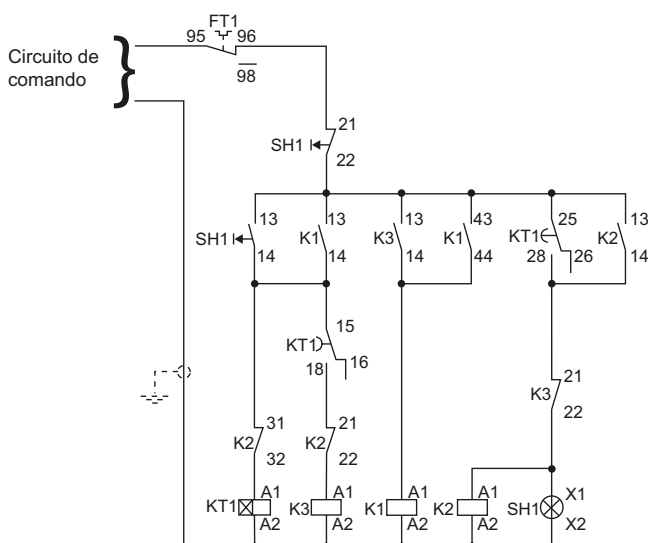 FT1
95 96
98
Circuito de
comando
21
SH1
22
13 13 13 43 25 13
SH1 K1 K3 K1 KT1 K2
14 14 14 44 28 26 14
15
KT1
18 16
21
K3
22
31 21
K2 K2
32 22
A1 A1 A1 A1 X1
KT1 K3 K1 K2 SH1
A2 A2 A2 A2 X2